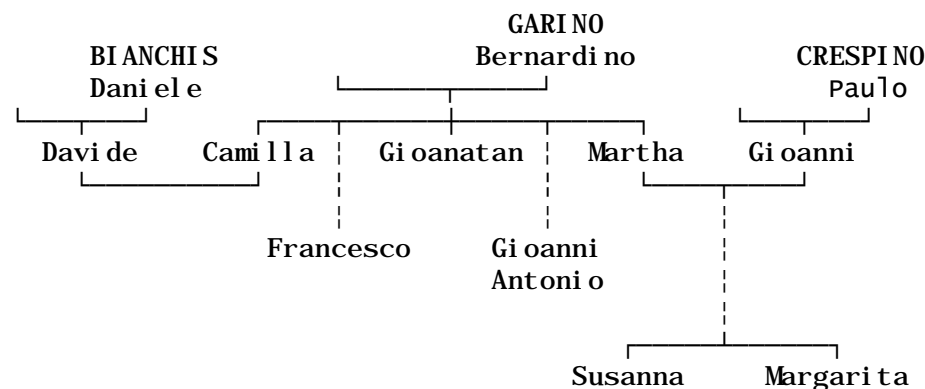 GARINO
BIANCHIS Bernardino CRESPINO
Daniele Paulo
Davide Camilla Gioanatan Martha Gioanni
Francesco Gioanni
Antonio
Susanna Margarita